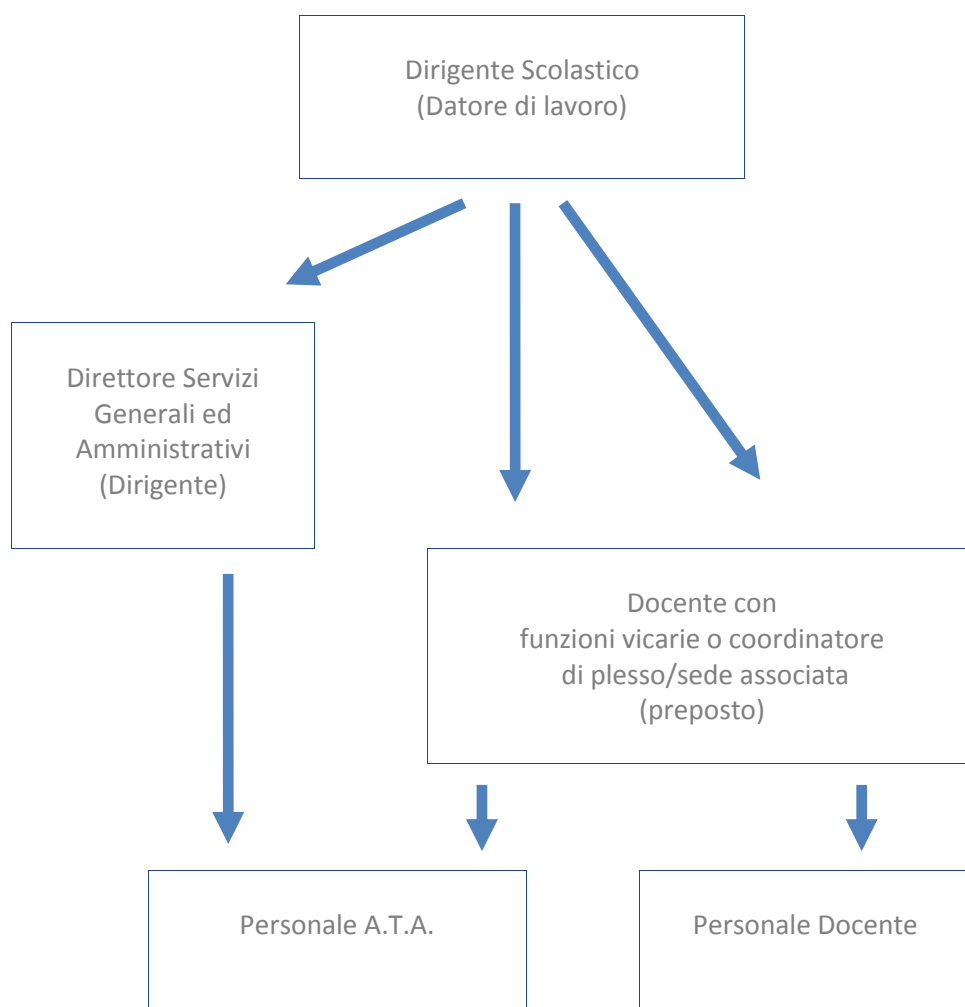 Dirigente Scolastico
(Datore di lavoro)
Direttore Servizi
Generali ed
Amministrativi
(Dirigente)
Docente con
funzioni vicarie o coordinatore
di plesso/sede associata
(preposto)
Personale A.T.A.
Personale Docente